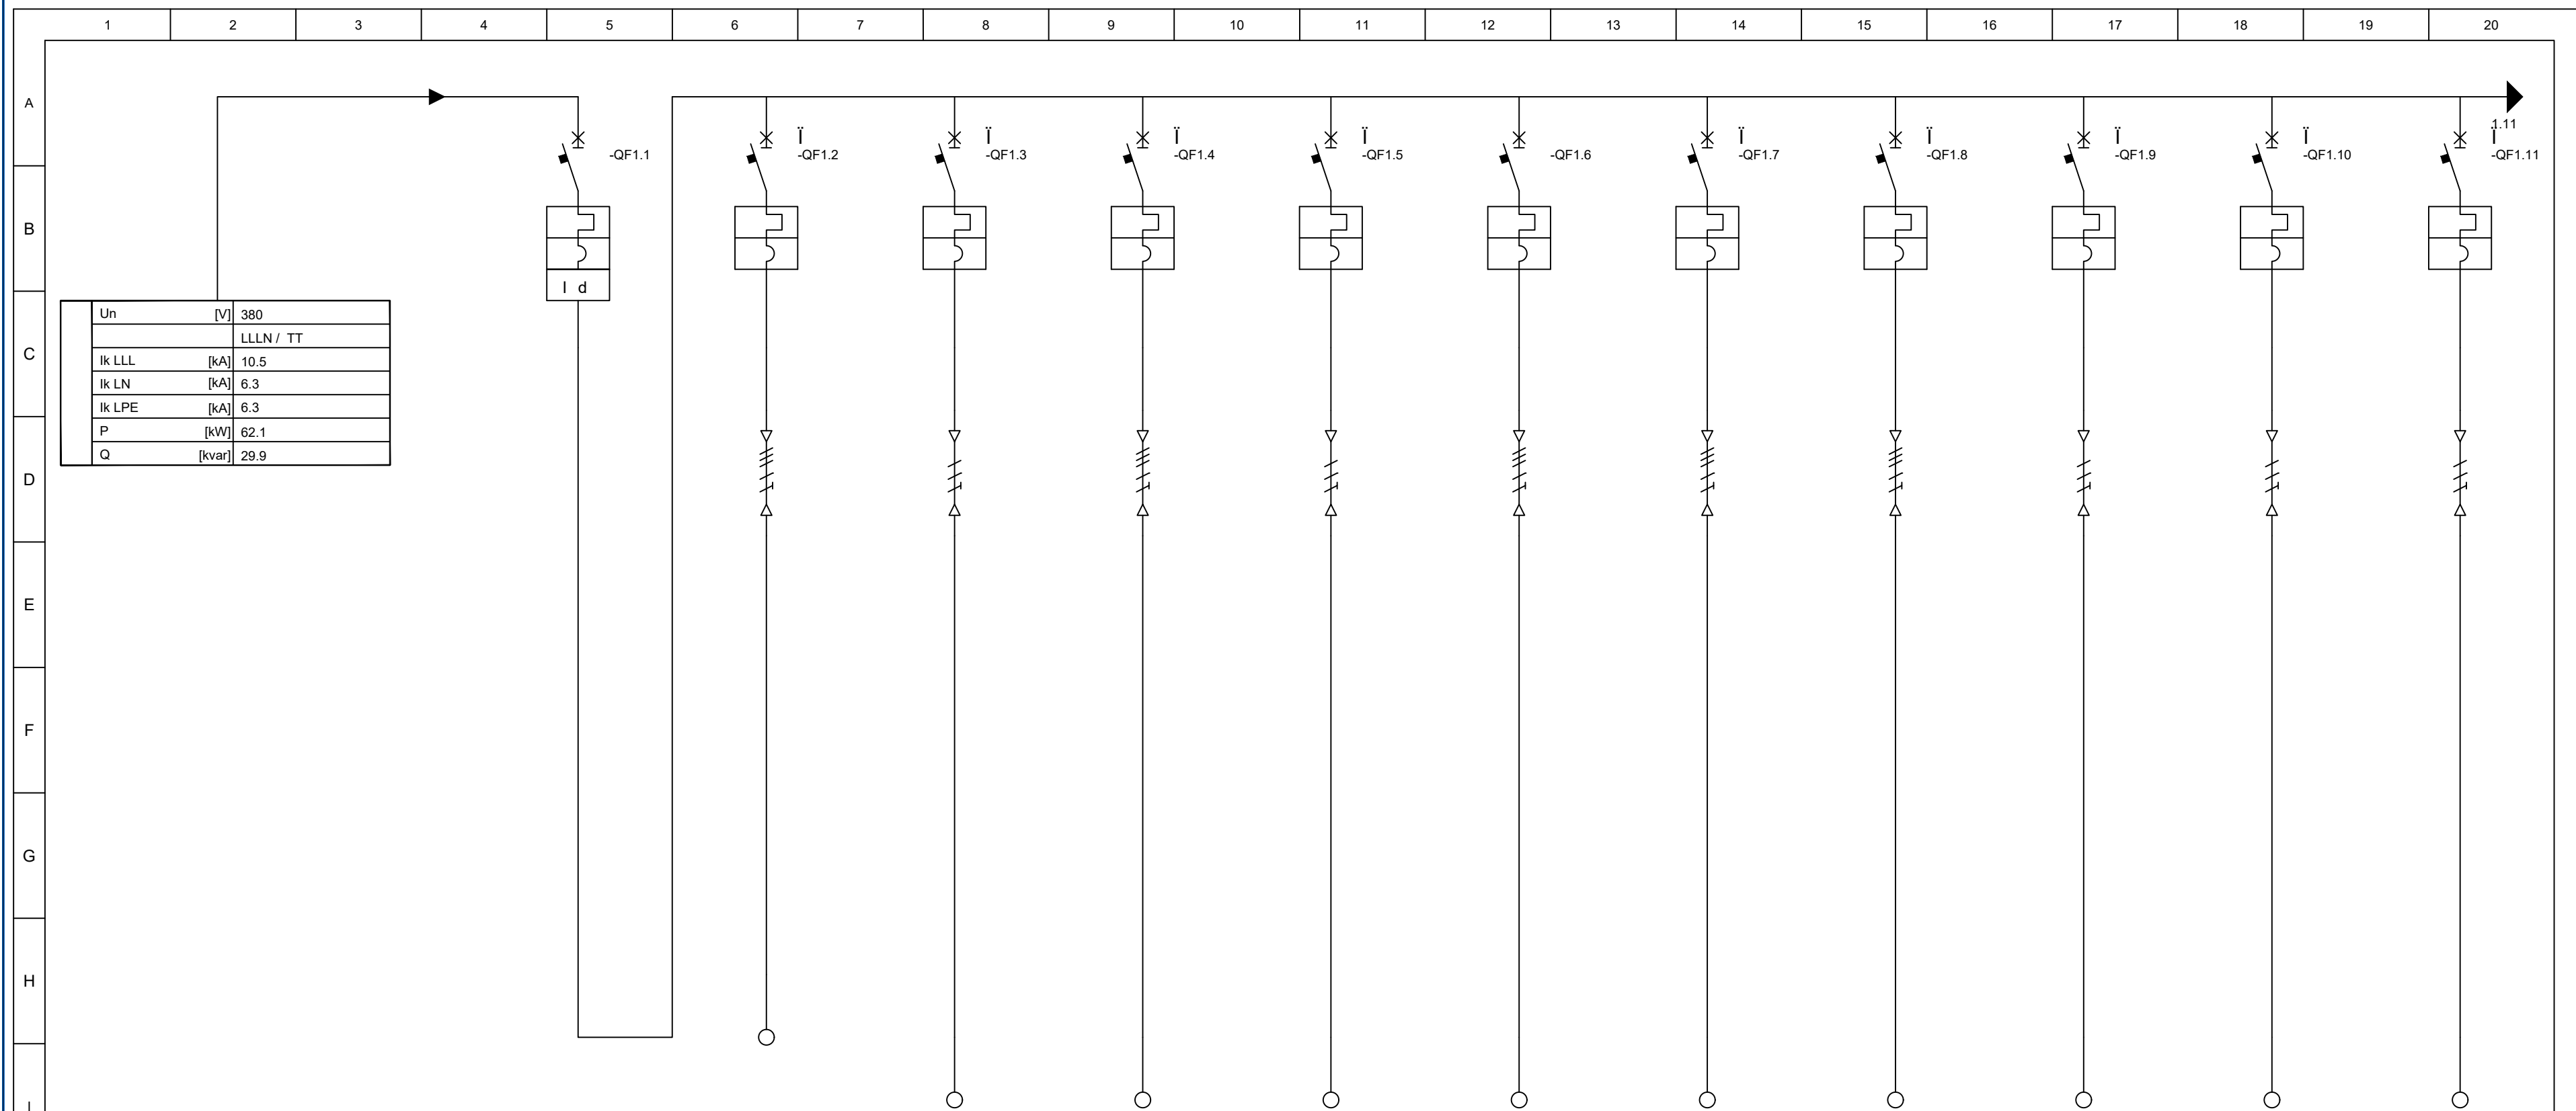 1 2 3 4 5 6 7 8 9 10 11 12 13 14 15 16 17 18 19 20
A
1.11
Ï Ï Ï Ï Ï Ï Ï Ï Ï
-QF1.1 -QF1.2 -QF1.3 -QF1.4 -QF1.5 -QF1.6 -QF1.7 -QF1.8 -QF1.9 -QF1.10 -QF1.11
B
I d
Un [V] 380
LLLN / TT
C
Ik LLL [kA] 10.5
Ik LN [kA] 6.3
Ik LPE [kA] 6.3
P [kW] 62.1
Q [kvar] 29.9
D
E
F
G
H
I